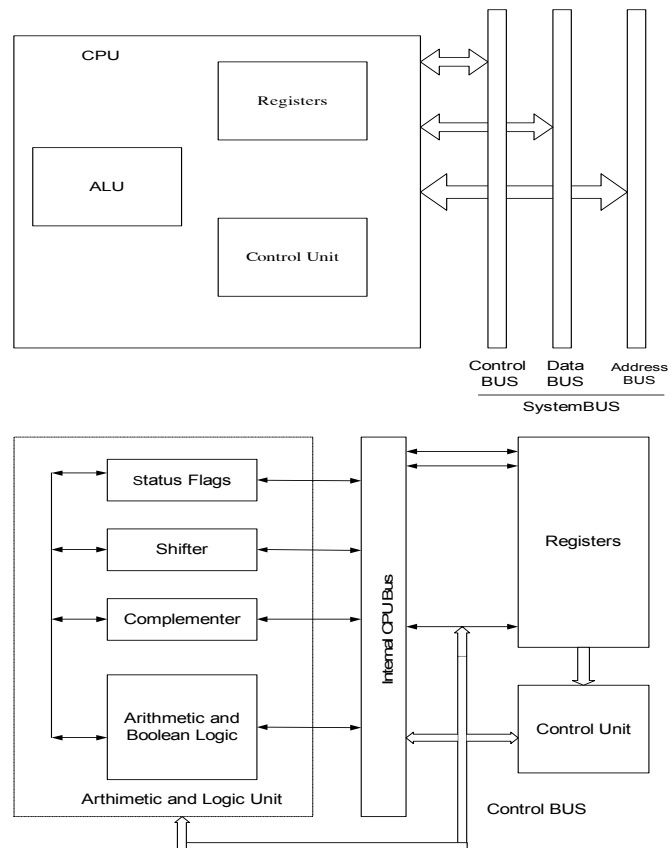 CPU
Registers
ALU
Control Unit
Control
BUS
Data
BUS
Address
BUS
SystemBUS
Status Flags
Shifter
Complementer
Arithmetic and
Boolean Logic
Arthimetic and Logic Unit
Internal CPU Bus
Registers
Control Unit
Control BUS